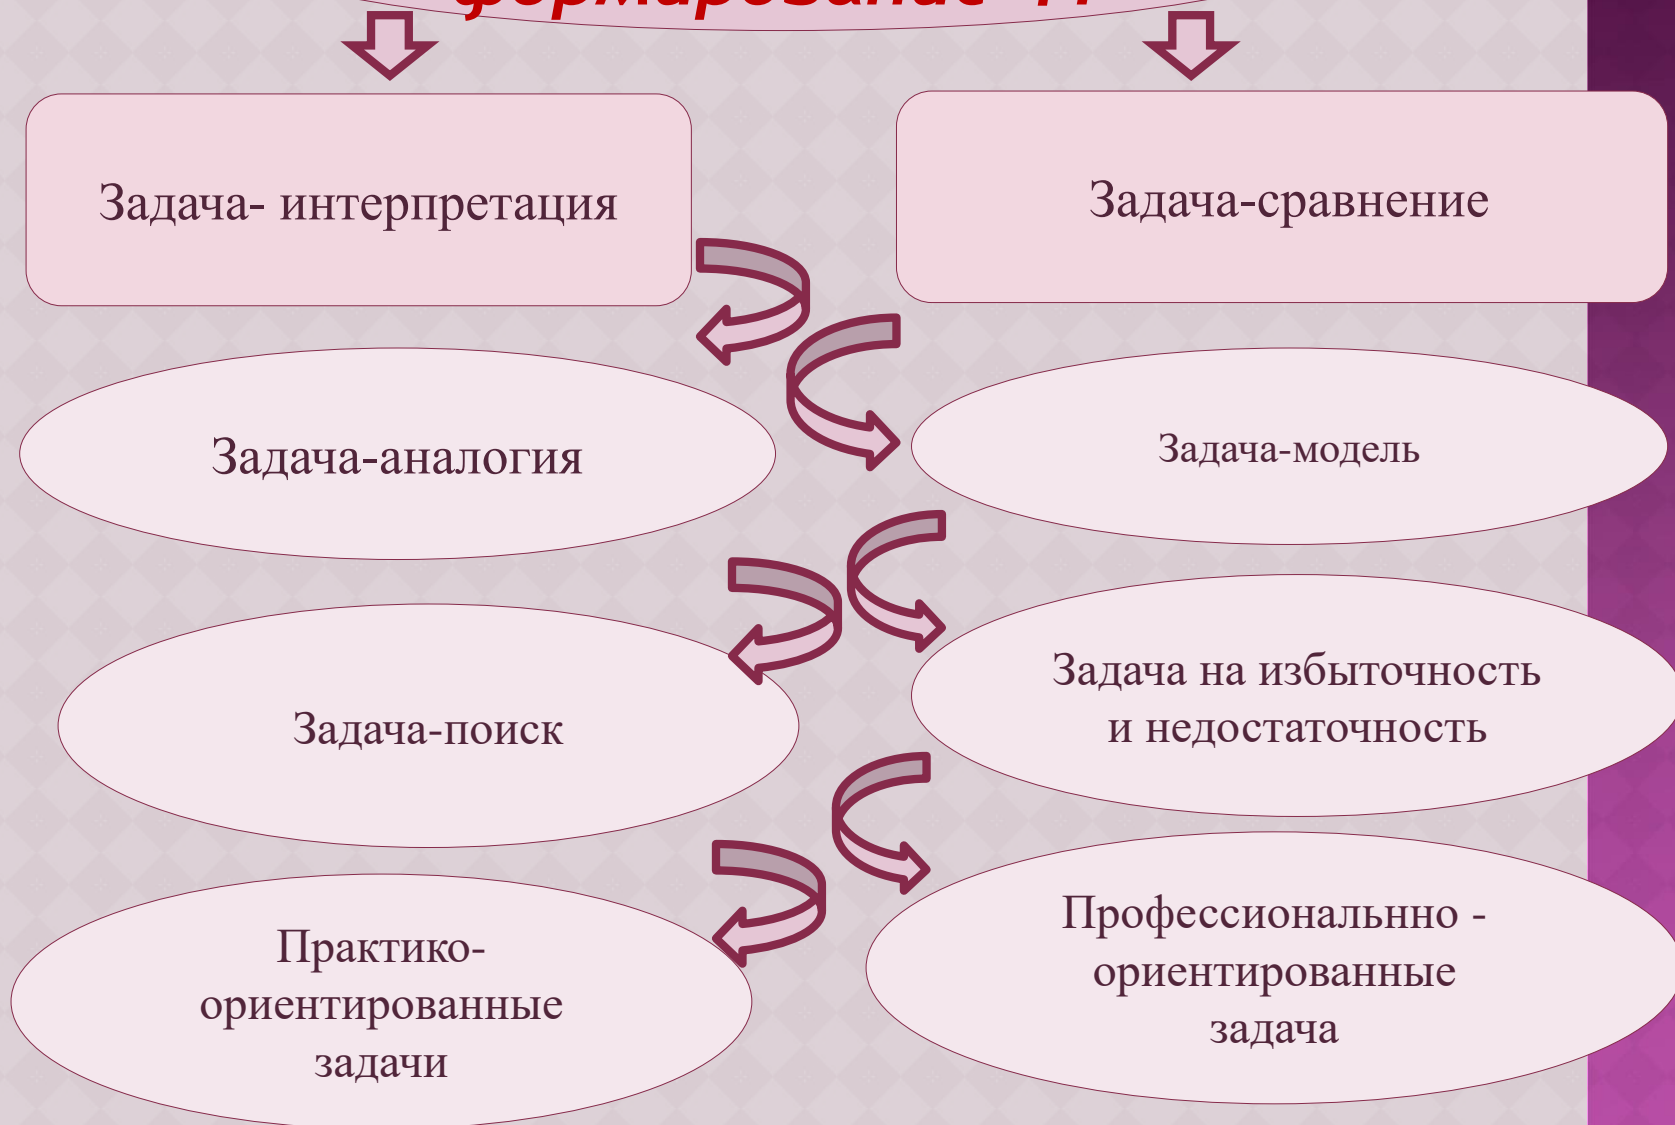 формирование
Задача- интерпретация
Задача-сравнение
Задача-аналогия
Задача-модель
Задача-поиск
Задача на избыточность
и недостаточность
Практико-
ориентированные
задачи
Профессиональнно -
ориентированные
задача